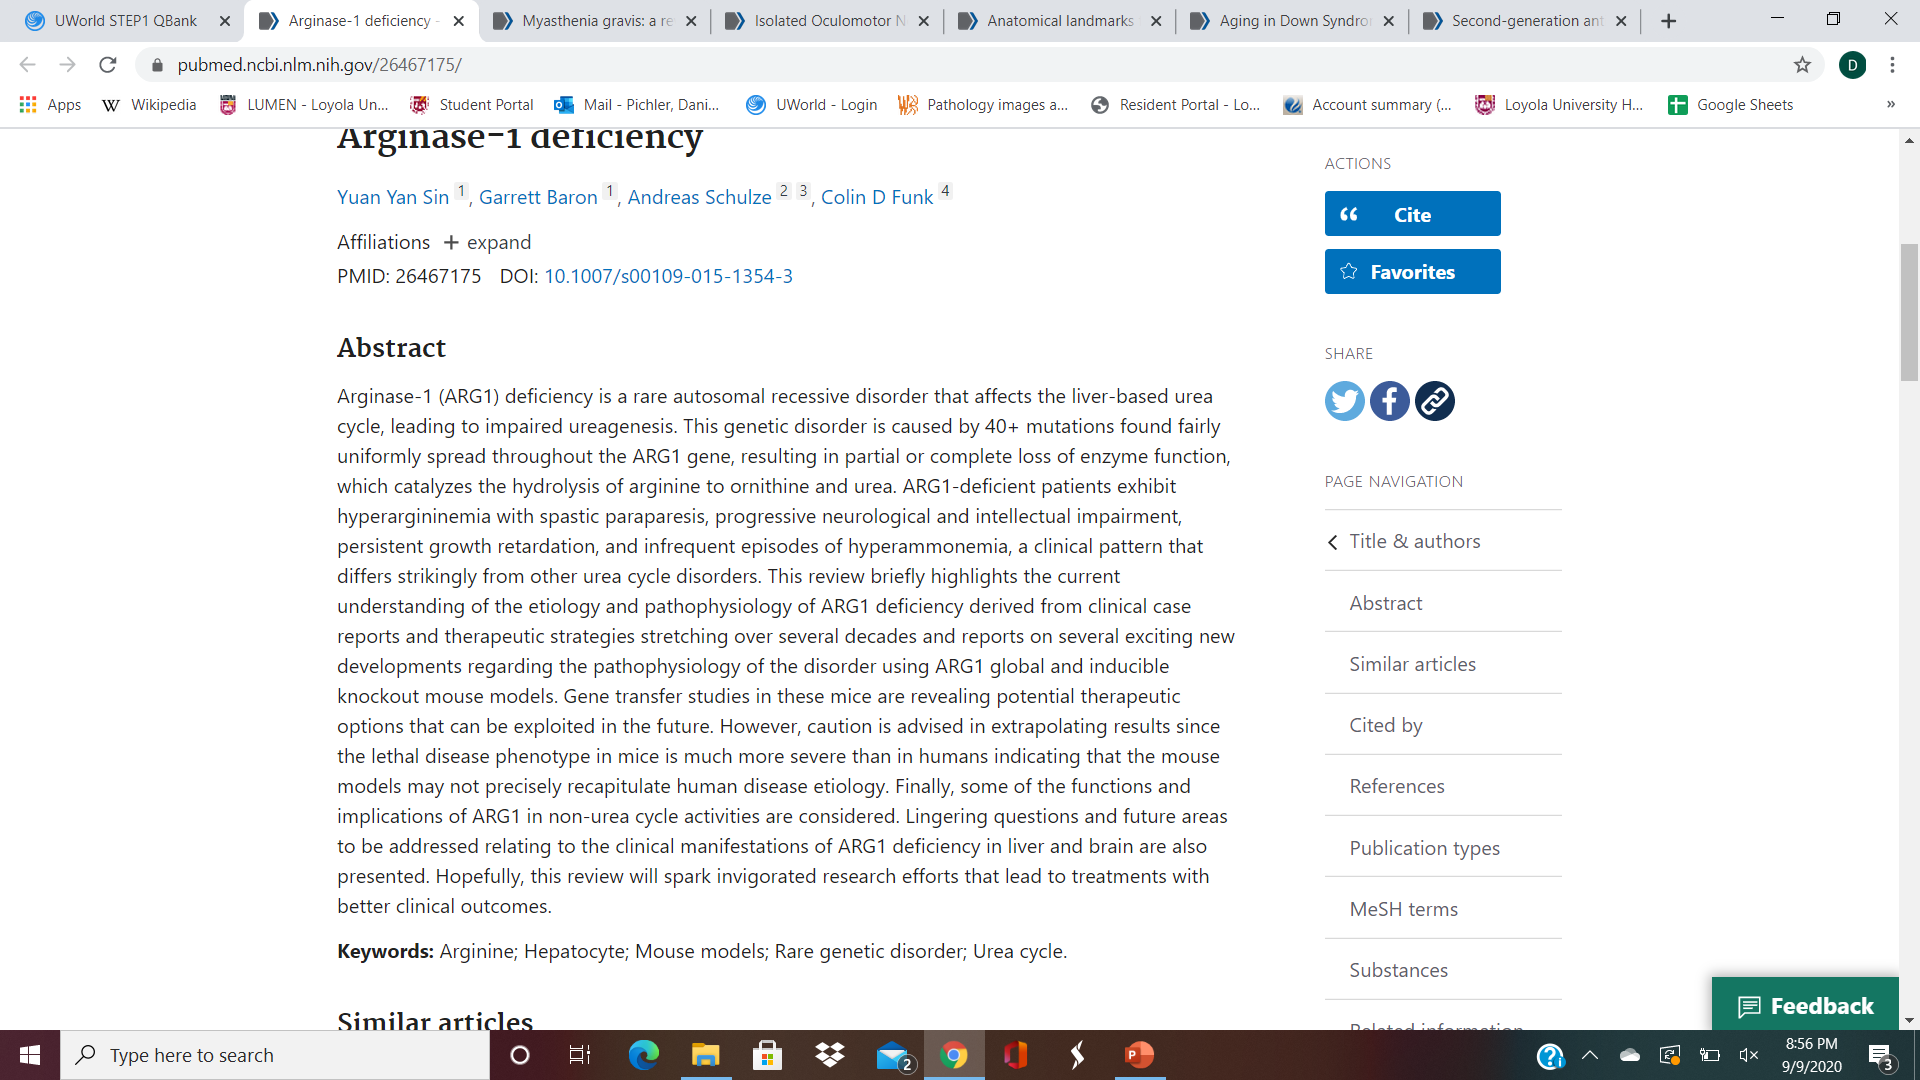 UWorld STEP1 QBank
Arginase-1 deficiency -
Myasthenia gravis: a re
Isolated Oculomotor N
Anatomical landmarks
Aging in Down Syndro
Second-generation ant
pubmed.ncbi.nlm.nih.gov/26467175/
D
Apps
Wikipedia
LUMEN - Loyola Un...
Student Portal
Mail - Pichler, Dani...
UWorld - Login
Pathology images a...
Resident Portal - Lo...
Account summary (...
Loyola University H...
Google Sheets
»
Arginase-1 deficiency
Yuan Yan Sin 1, Garrett Baron 1, Andreas Schulze 2 3, Colin D Funk 4
Affiliations + expand
PMID: 26467175 DOI: 10.1007/s00109-015-1354-3
Abstract
Arginase-1 (ARG1) deficiency is a rare autosomal recessive disorder that affects the liver-based urea
cycle, leading to impaired ureagenesis. This genetic disorder is caused by 40+ mutations found fairly
uniformly spread throughout the ARG1 gene, resulting in partial or complete loss of enzyme function,
which catalyzes the hydrolysis of arginine to ornithine and urea. ARG1-deficient patients exhibit
hyperargininemia with spastic paraparesis, progressive neurological and intellectual impairment,
persistent growth retardation, and infrequent episodes of hyperammonemia, a clinical pattern that
differs strikingly from other urea cycle disorders. This review briefly highlights the current
understanding of the etiology and pathophysiology of ARG1 deficiency derived from clinical case
reports and therapeutic strategies stretching over several decades and reports on several exciting new
developments regarding the pathophysiology of the disorder using ARG1 global and inducible
knockout mouse models. Gene transfer studies in these mice are revealing potential therapeutic
options that can be exploited in the future. However, caution is advised in extrapolating results since
the lethal disease phenotype in mice is much more severe than in humans indicating that the mouse
models may not precisely recapitulate human disease etiology. Finally, some of the functions and
implications of ARG1 in non-urea cycle activities are considered. Lingering questions and future areas
to be addressed relating to the clinical manifestations of ARG1 deficiency in liver and brain are also
presented. Hopefully, this review will spark invigorated research efforts that lead to treatments with
better clinical outcomes.
Keywords: Arginine; Hepatocyte; Mouse models; Rare genetic disorder; Urea cycle.
Similar articles
ACTIONS
Cite
Favorites
SHARE
PAGE NAVIGATION
Title & authors
Abstract
Similar articles
Cited by
References
Publication types
MeSH terms
Substances
Related information
Feedback
Type here to search
2
8:56 PM
9/9/2020
3